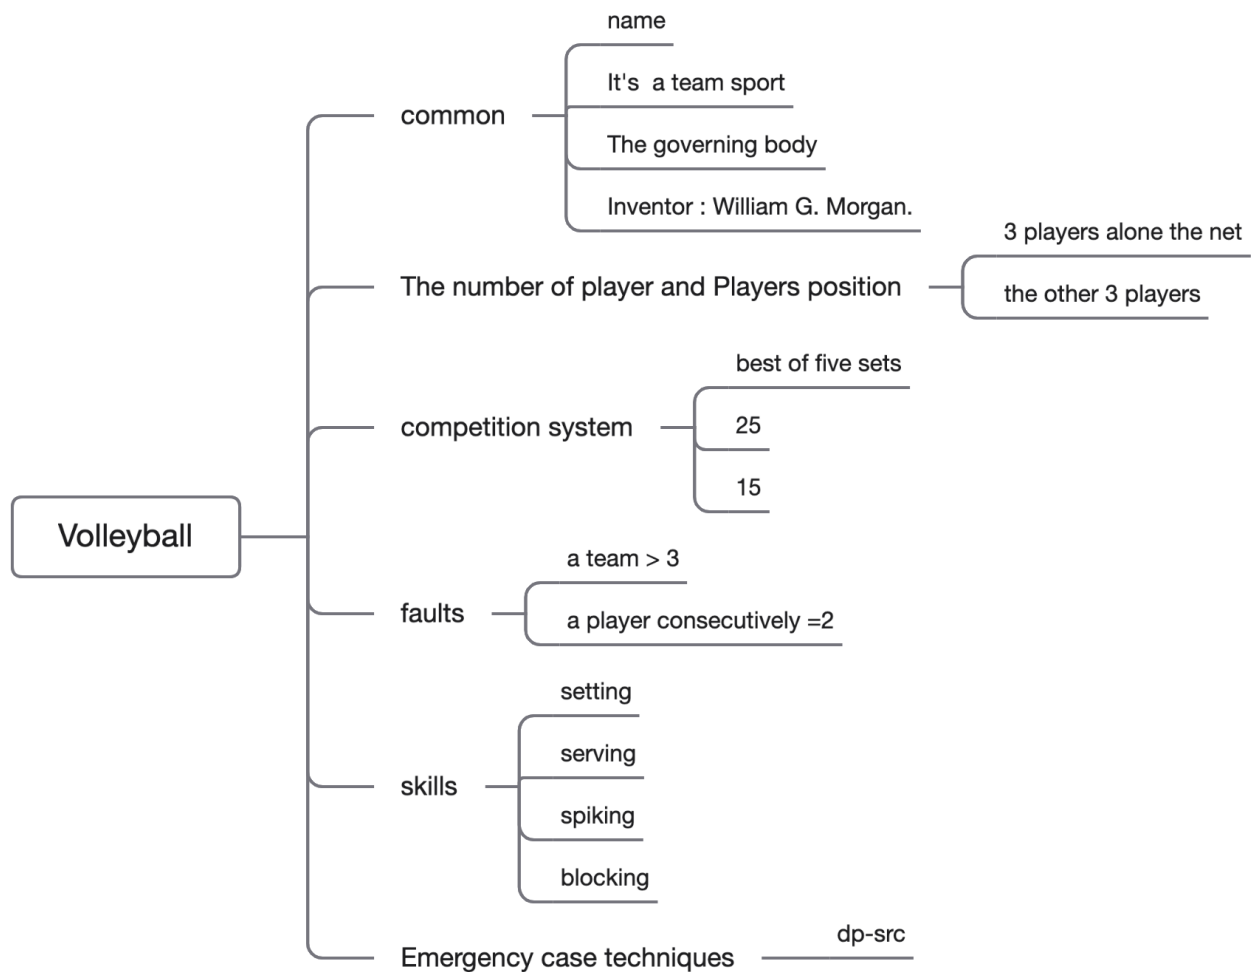 Volleyball
common
name
It's  a team sport
The governing body
Inventor : William G. Morgan.
The number of player and Players position
3 players alone the net
the other 3 players
competition system
best of five sets
25
15
faults
a team > 3
a player consecutively =2
skills
setting
serving
spiking
blocking
Emergency case techniques
dp-src